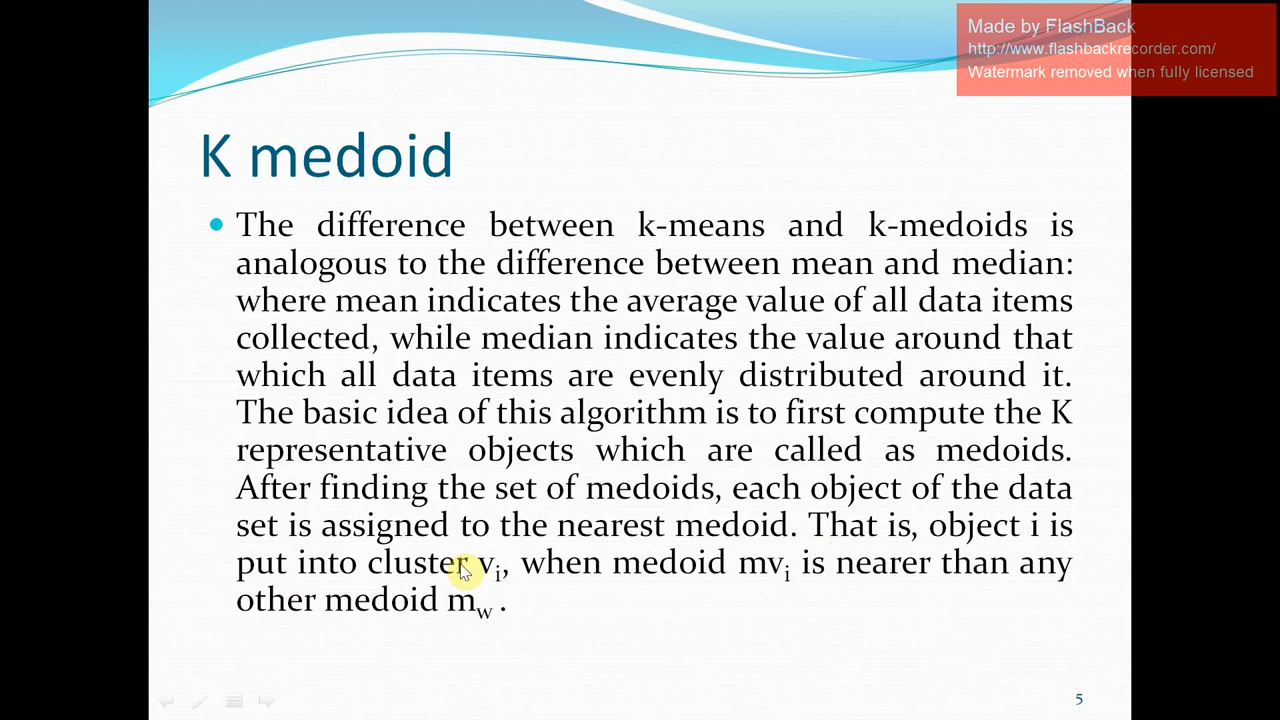 Made by FlashBack
http://www.flashbackrecorder.com/
Watermark removed when fully licensed
K medoid
• The difference between k-means and k-medoids is
analogous to the difference between mean and median:
where mean indicates the average value of all data items
collected, while median indicates the value around that
which all data items are evenly distributed around it.
The basic idea of this algorithm is to first compute the K
representative objects which are called as medoids.
After finding the set of medoids, each object of the data
set is assigned to the nearest medoid. That is, object i is
put into cluster vᵢ, when medoid mvᵢ is nearer than any
other medoid m_w .
5